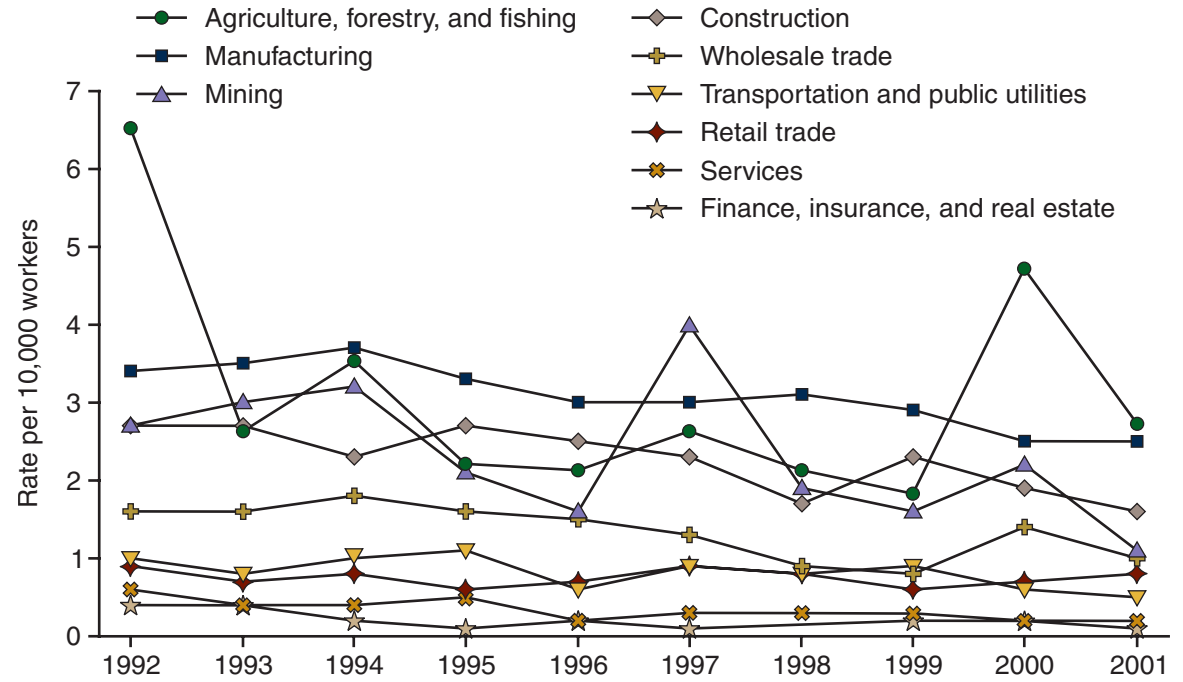 Agriculture, forestry, and fishing
Manufacturing
Mining
Construction
Wholesale trade
Transportation and public utilities
Retail trade
Services
Finance, insurance, and real estate
Rate per 10,000 workers
7
6
5
4
3
2
1
0
1992 1993 1994 1995 1996 1997 1998 1999 2000 2001